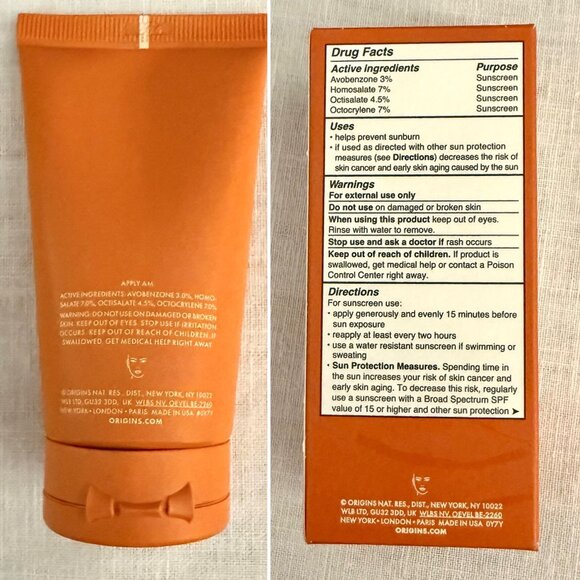 APPLY AM
ACTIVE INGREDIENTS: AVOBENZONE 3.0%, HOMO-
SALATE 7.0%, OCTISALATE 4.5%, OCTOCRYLENE 7.0%
WARNING: DO NOT USE ON DAMAGED OR BROKEN
SKIN. KEEP OUT OF EYES. STOP USE IF IRRITATION
OCCURS. KEEP OUT OF REACH OF CHILDREN. IF
SWALLOWED, GET MEDICAL HELP RIGHT AWAY.
© ORIGINS NAT. RES., DIST., NEW YORK, NY 10022
WLB LTD, GU32 3DD, UK WLBS NV, OEVEL BE-2260
NEW YORK • LONDON • PARIS MADE IN USA 0Y7Y
ORIGINS.COM
Drug Facts
Active ingredients Purpose
Avobenzone 3% Sunscreen
Homosalate 7% Sunscreen
Octisalate 4.5% Sunscreen
Octocrylene 7% Sunscreen
Uses
• helps prevent sunburn
• if used as directed with other sun protection
measures (see Directions) decreases the risk of
skin cancer and early skin aging caused by the sun
Warnings
For external use only
Do not use on damaged or broken skin
When using this product keep out of eyes.
Rinse with water to remove.
Stop use and ask a doctor if rash occurs
Keep out of reach of children. If product is
swallowed, get medical help or contact a Poison
Control Center right away.
Directions
For sunscreen use:
• apply generously and evenly 15 minutes before
sun exposure
• reapply at least every two hours
• use a water resistant sunscreen if swimming or
sweating
• Sun Protection Measures. Spending time in
the sun increases your risk of skin cancer and
early skin aging. To decrease this risk, regularly
use a sunscreen with a Broad Spectrum SPF
value of 15 or higher and other sun protection ➤
© ORIGINS NAT. RES., DIST., NEW YORK, NY 10022
WLB LTD, GU32 3DD, UK WLBS NV, OEVEL BE-2260
NEW YORK • LONDON • PARIS MADE IN USA 0Y7Y
ORIGINS.COM